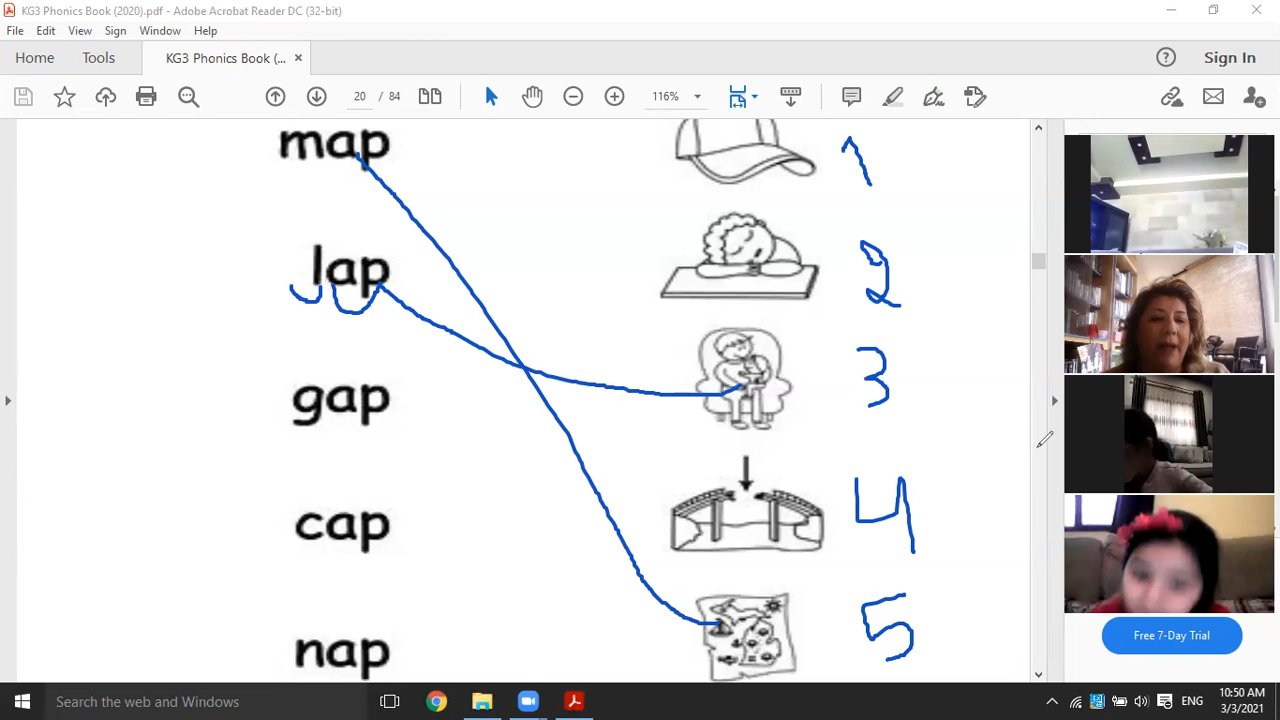 KG3 Phonics Book (2020).pdf - Adobe Acrobat Reader DC (32-bit)
File Edit View Sign Window Help
Home Tools KG3 Phonics Book (... × Sign In
20 / 84 116%
map 1
lap 2
gap 3
cap 4
nap 5
Free 7-Day Trial
Search the web and Windows ENG 10:50 AM
3/3/2021